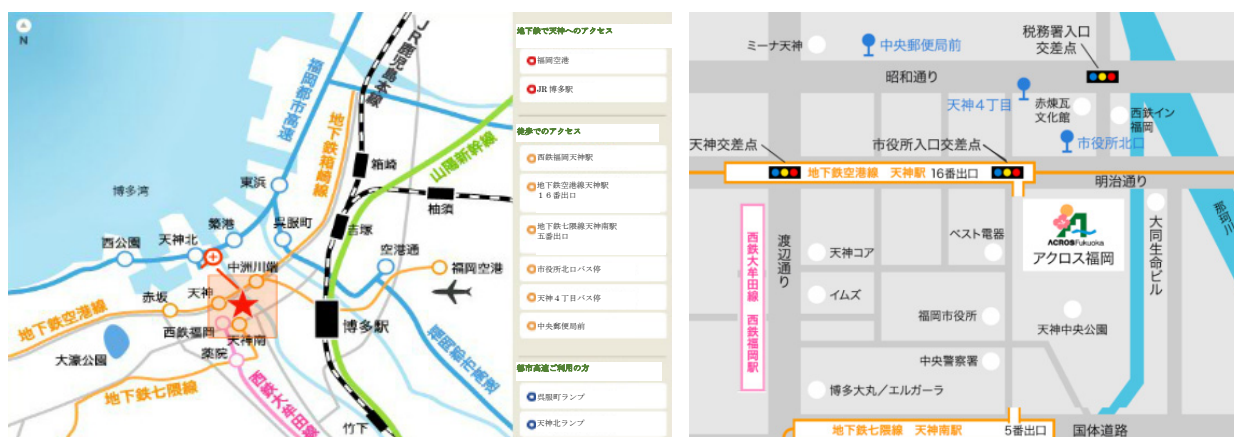 N
JR鹿児島本線
福岡都市高速
地下鉄箱崎線
箱崎
山陽新幹線
東浜
博多湾
柚須
呉服町
築港
吉塚
天神北
西公園
空港通
中洲川端
福岡空港
赤坂
天神
地下鉄空港線
西鉄福岡
博多駅
天神南
大濠公園
薬院
福岡都市高速
地下鉄七隈線
西鉄大牟田線
竹下
地下鉄で天神へのアクセス
福岡空港
JR博多駅
徒歩でのアクセス
西鉄福岡天神駅
地下鉄空港線天神駅
16番出口
地下鉄七隈線天神南駅
五番出口
市役所北口バス停
天神4丁目バス停
中央郵便局前
都市高速ご利用の方
呉服町ランプ
天神北ランプ
ミーナ天神
中央郵便局前
税務署入口
交差点
昭和通り
天神4丁目
赤煉瓦
文化館
西鉄イン
福岡
天神交差点
市役所入口交差点
市役所北口
地下鉄空港線 天神駅 16番出口
明治通り
那珂川
西鉄大牟田線 西鉄福岡駅
渡辺通り
天神コア
ベスト電器
ACROS Fukuoka
アクロス福岡
大同生命ビル
イムズ
福岡市役所
天神中央公園
中央警察署
博多大丸/エルガーラ
地下鉄七隈線 天神南駅
5番出口
国体道路